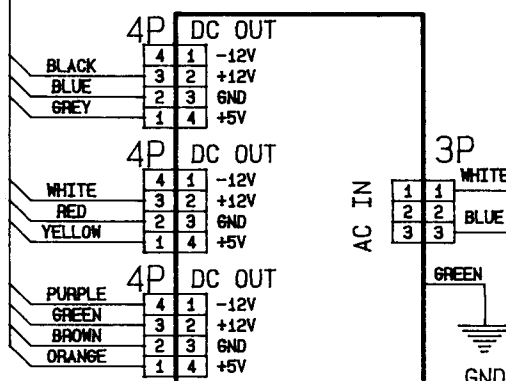 4P DC OUT
4 1 -12V
BLACK 3 2 +12V
BLUE 2 3 GND
GREY 1 4 +5V
4P DC OUT
4 1 -12V
WHITE 3 2 +12V
RED 2 3 GND
YELLOW 1 4 +5V
4P DC OUT
PURPLE 4 1 -12V
GREEN 3 2 +12V
BROWN 2 3 GND
ORANGE 1 4 +5V
AC IN
3P
1 1 WHITE
2 2
3 3 BLUE
GREEN
GND